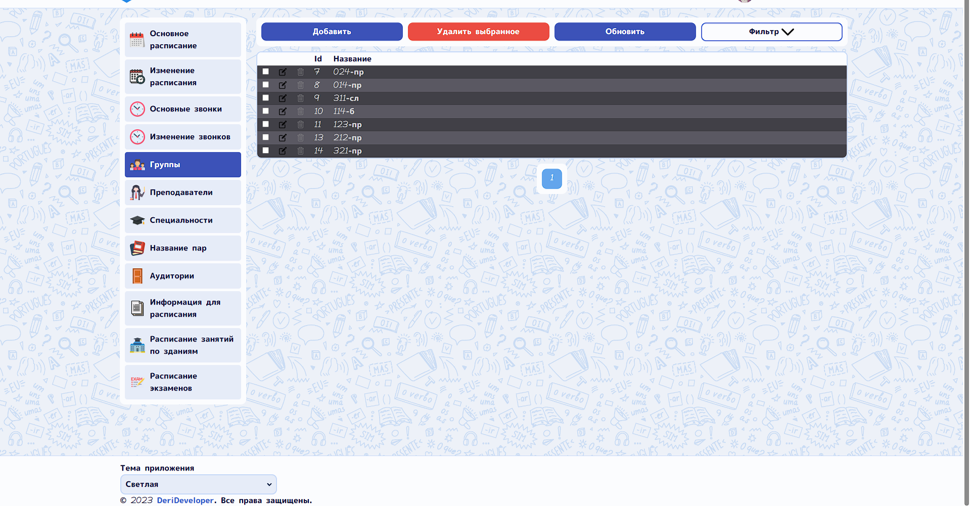 Основное
расписание
Изменение
расписания
Основные звонки
Изменение звонков
Группы
Преподаватели
Специальности
Название пар
Аудитории
Информация для
расписания
Расписание занятий
по зданиям
Расписание
экзаменов
Добавить
Удалить выбранное
Обновить
Фильтр
Id Название
7 024-пр
8 014-пр
9 311-сл
10 114-б
11 123-пр
13 212-пр
14 321-пр
1
Тема приложения
Светлая
© 2023 DeriDeveloper. Все права защищены.